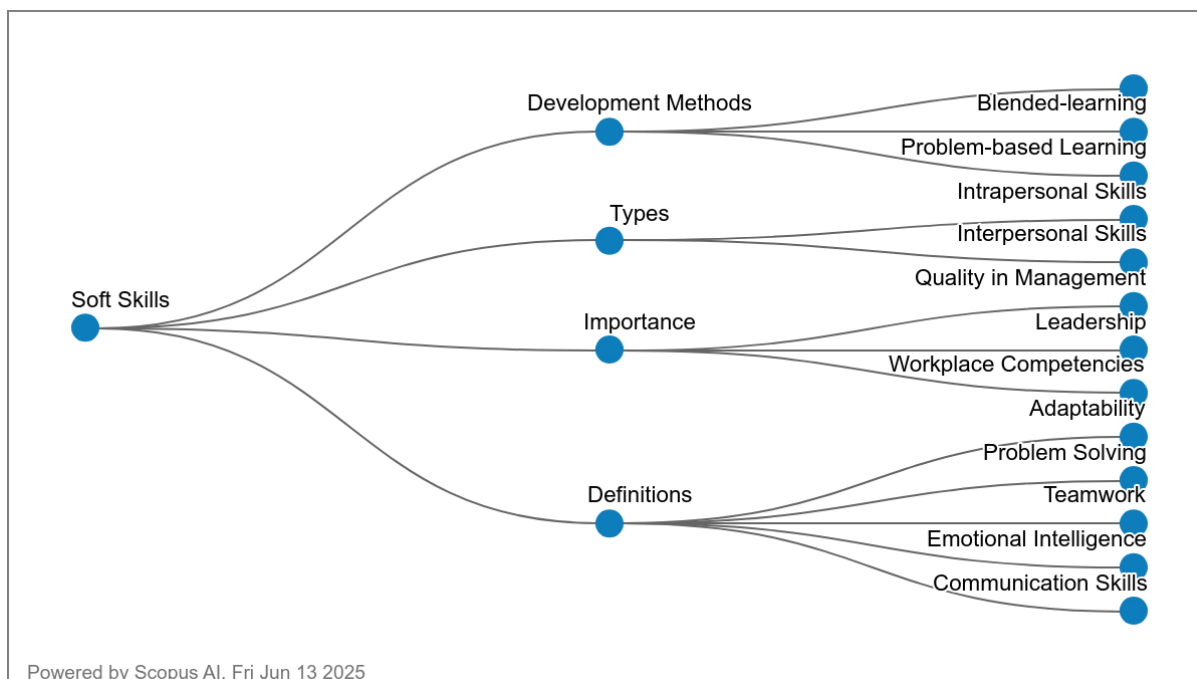 Soft Skills
Development Methods
Types
Importance
Definitions
Blended-learning
Problem-based Learning
Intrapersonal Skills
Interpersonal Skills
Quality in Management
Leadership
Workplace Competencies
Adaptability
Problem Solving
Teamwork
Emotional Intelligence
Communication Skills
Powered by Scopus AI, Fri Jun 13 2025